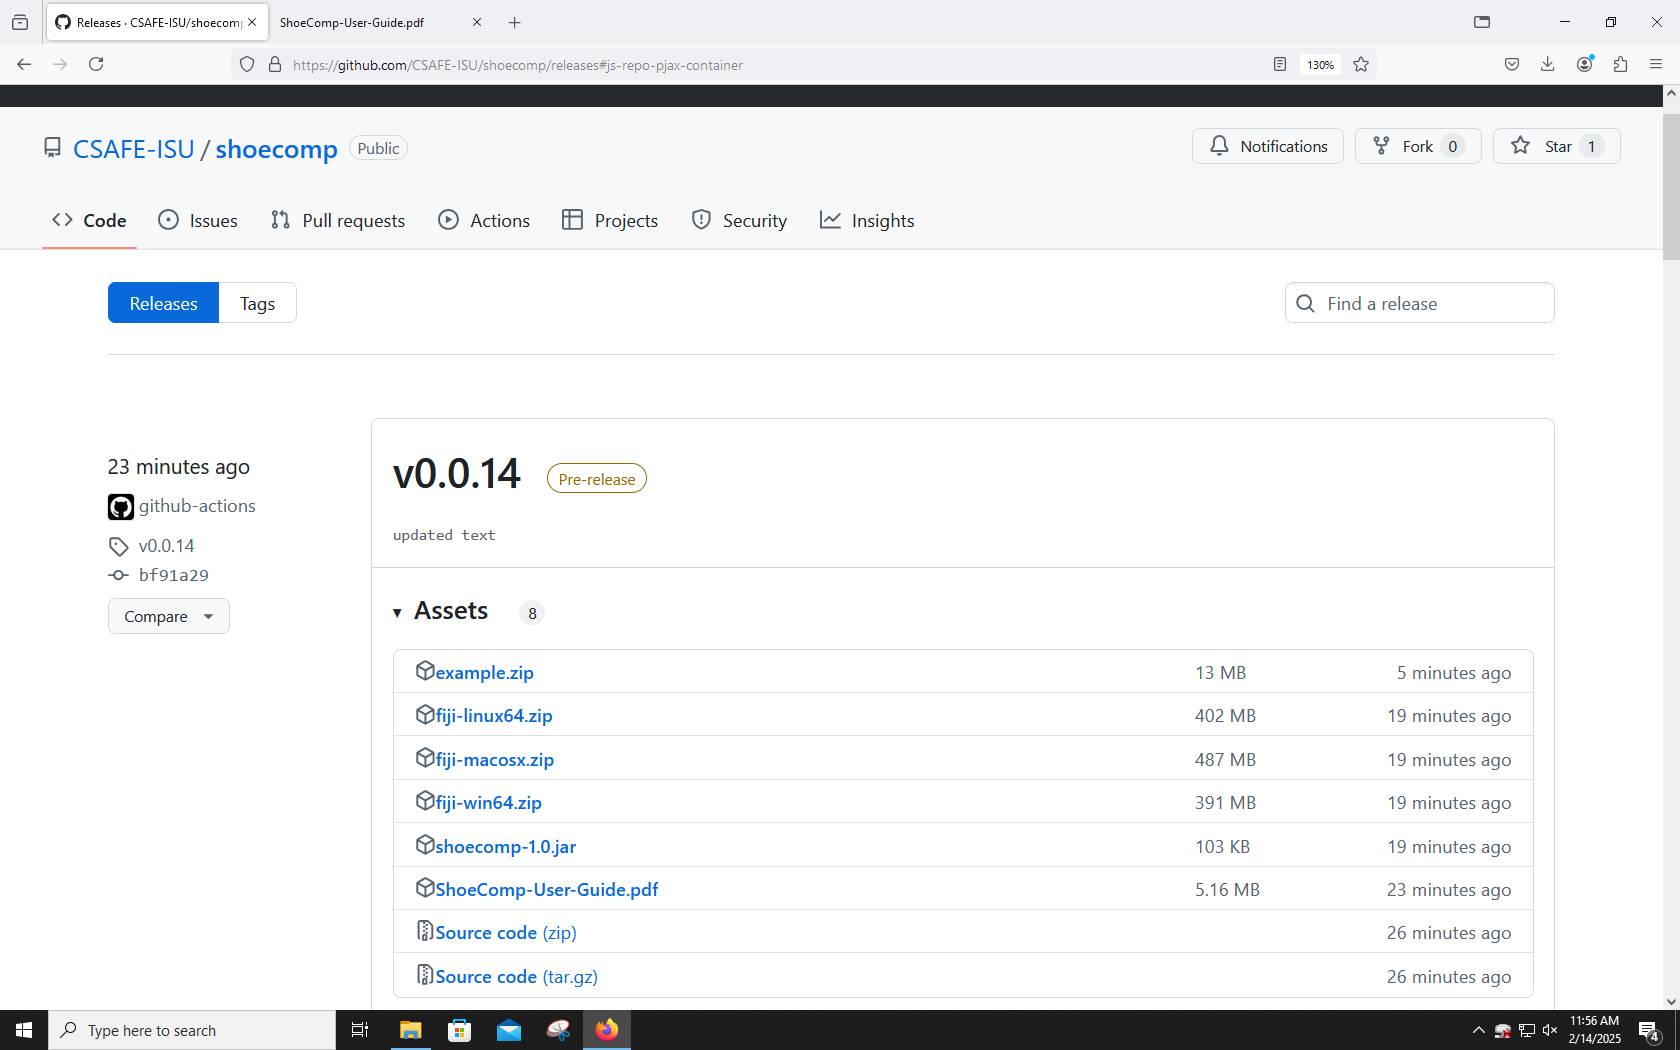 Releases · CSAFE-ISU/shoecomp
ShoeComp-User-Guide.pdf
https://github.com/CSAFE-ISU/shoecomp/releases#js-repo-pjax-container
130%
CSAFE-ISU / shoecomp Public
Notifications
Fork 0
Star 1
Code
Issues
Pull requests
Actions
Projects
Security
Insights
Releases
Tags
Find a release
23 minutes ago
github-actions
v0.0.14
bf91a29
Compare
v0.0.14 Pre-release
updated text
Assets 8
example.zip 13 MB 5 minutes ago
fiji-linux64.zip 402 MB 19 minutes ago
fiji-macosx.zip 487 MB 19 minutes ago
fiji-win64.zip 391 MB 19 minutes ago
shoecomp-1.0.jar 103 KB 19 minutes ago
ShoeComp-User-Guide.pdf 5.16 MB 23 minutes ago
Source code (zip) 26 minutes ago
Source code (tar.gz) 26 minutes ago
Type here to search
11:56 AM
2/14/2025
4